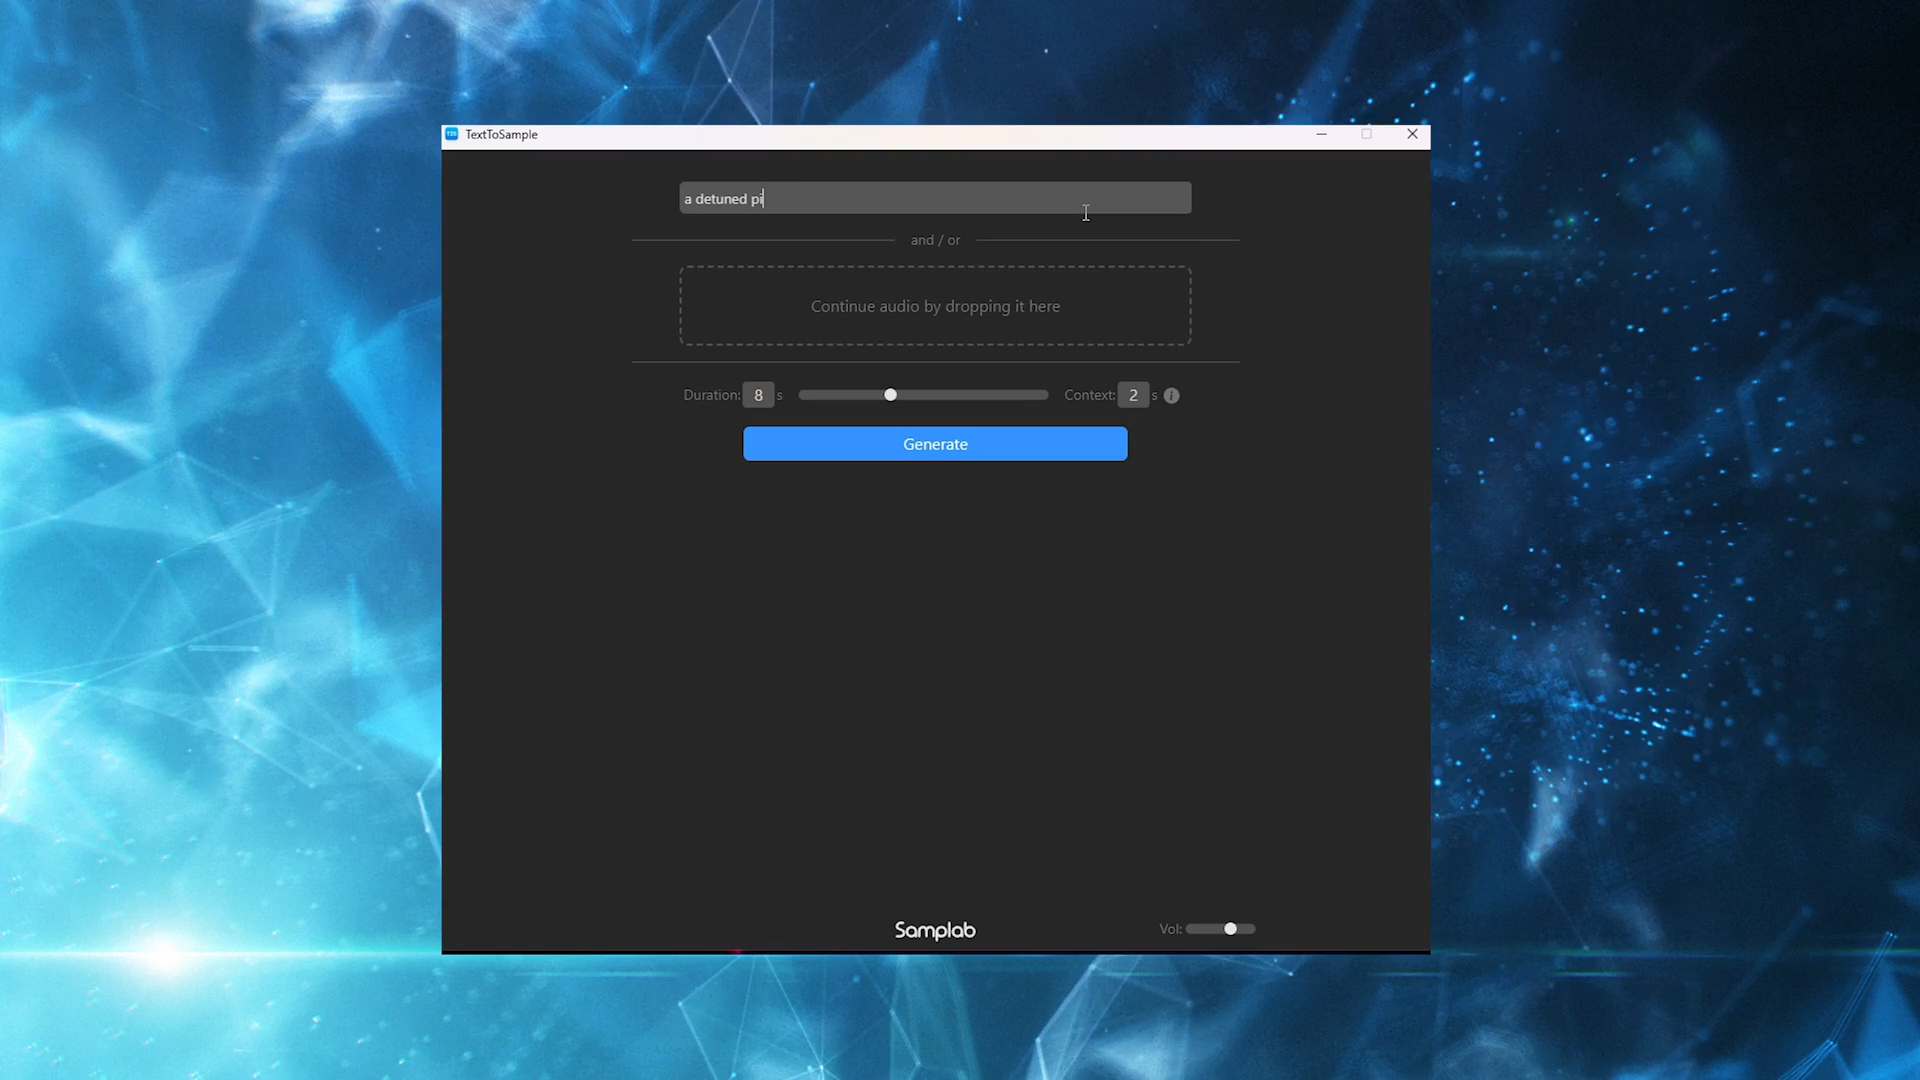 TextToSample
a detuned pi
and / or
Continue audio by dropping it here
Duration: 8 s Context: 2 s i
Generate
Samplab
Vol: